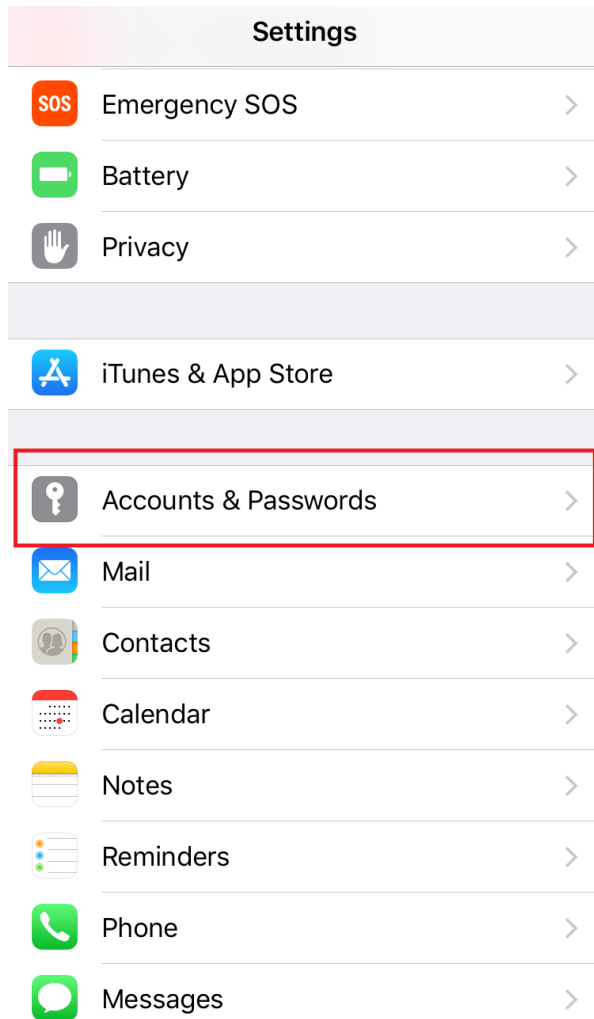 Settings
SOS Emergency SOS
Battery
Privacy
iTunes & App Store
Accounts & Passwords
Mail
Contacts
Calendar
Notes
Reminders
Phone
Messages